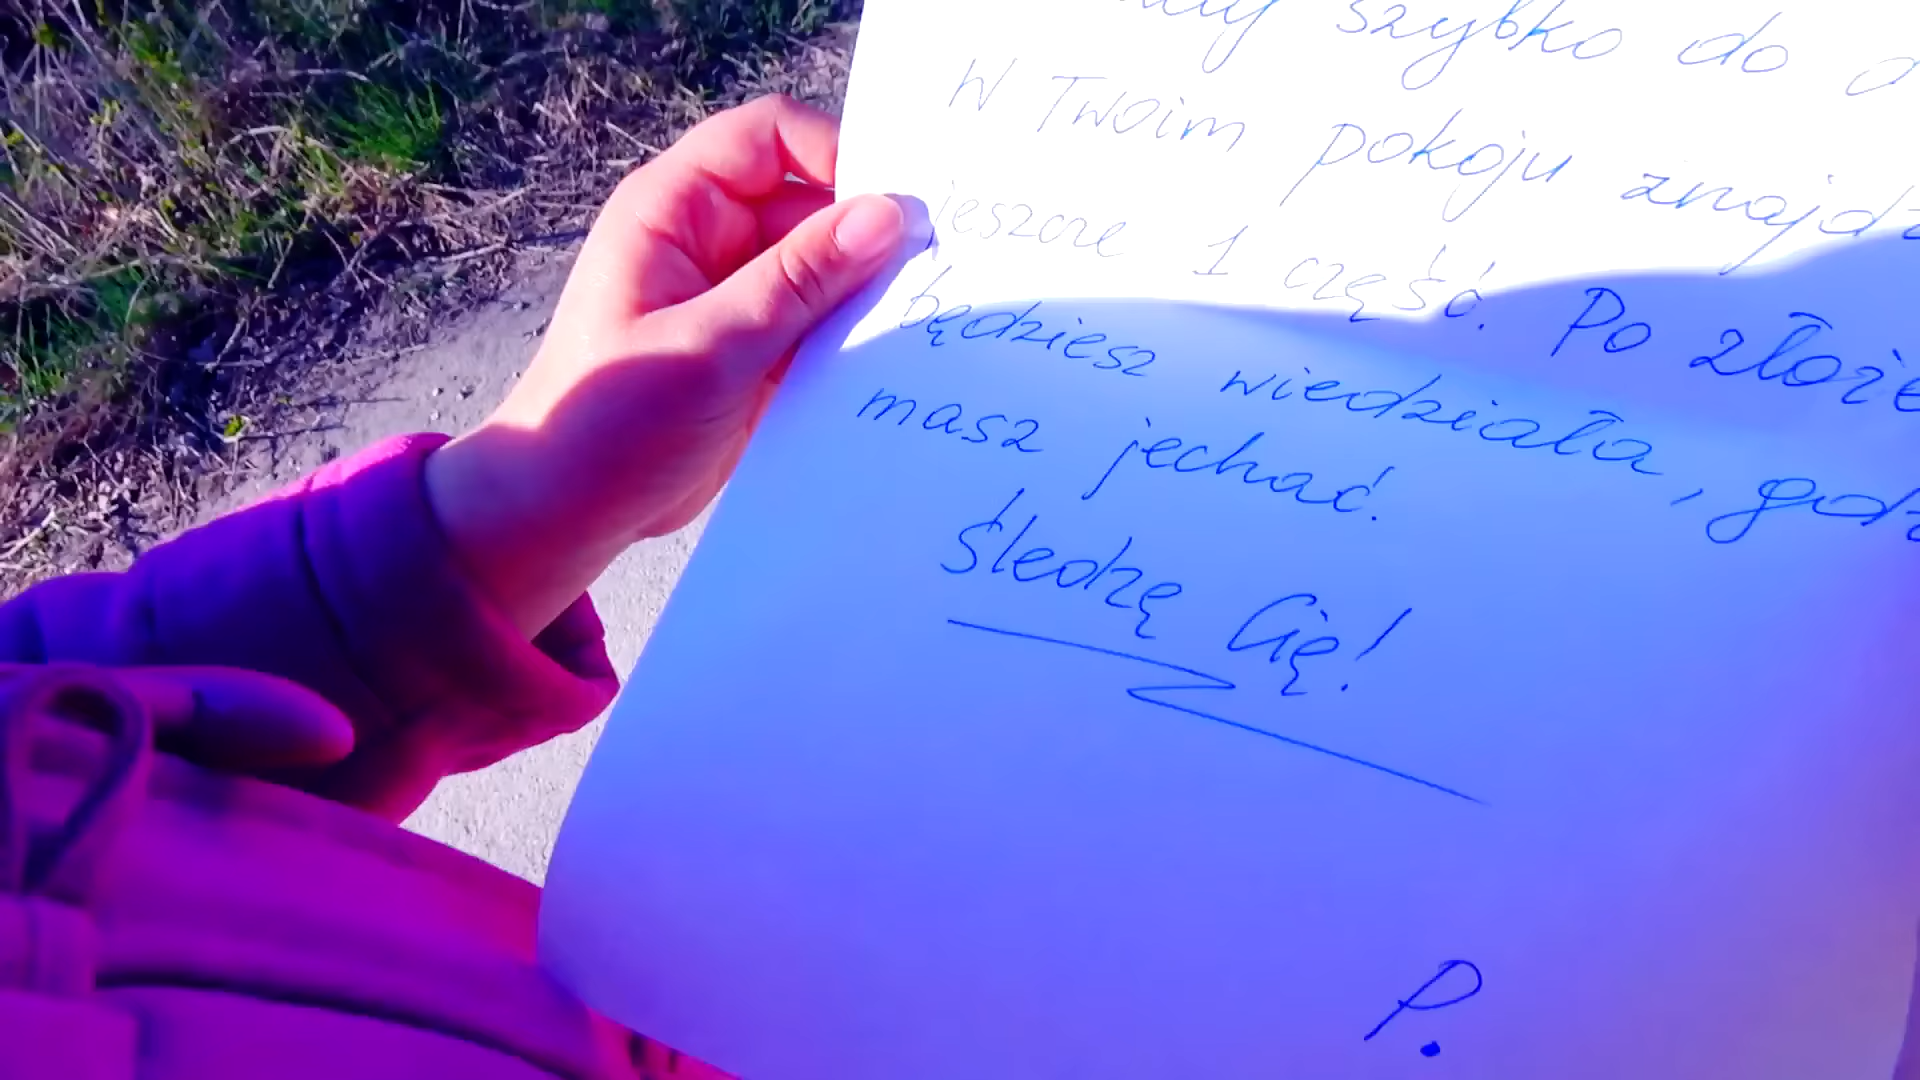 szybko do
W Twoim pokoju
jeszcze 1 część. Po
będziesz wiedziała,
masz jechać.
Śledzę Cię!
P.